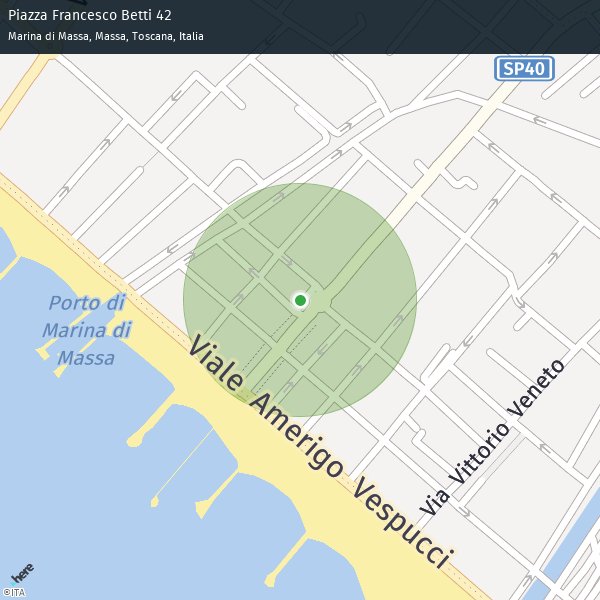 Piazza Francesco Betti 42
Marina di Massa, Massa, Toscana, Italia
SP40
Porto di
Marina di
Massa
Viale Amerigo Vespucci
Via Vittorio Veneto
here
©ITA